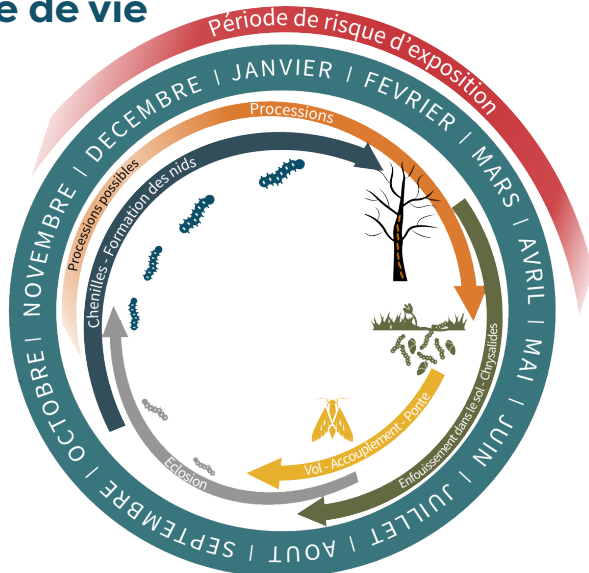 e de vie
Période de risque d’exposition
JANVIER | FEVRIER | MARS | AVRIL | MAI | JUIN | JUILLET | AOUT | SEPTEMBRE | OCTOBRE | NOVEMBRE | DECEMBRE |
Processions possibles
Processions
Chenilles - Formation des nids
Enfouissement dans le sol - Chrysalides
Vol - Accouplement - Ponte
Eclosion